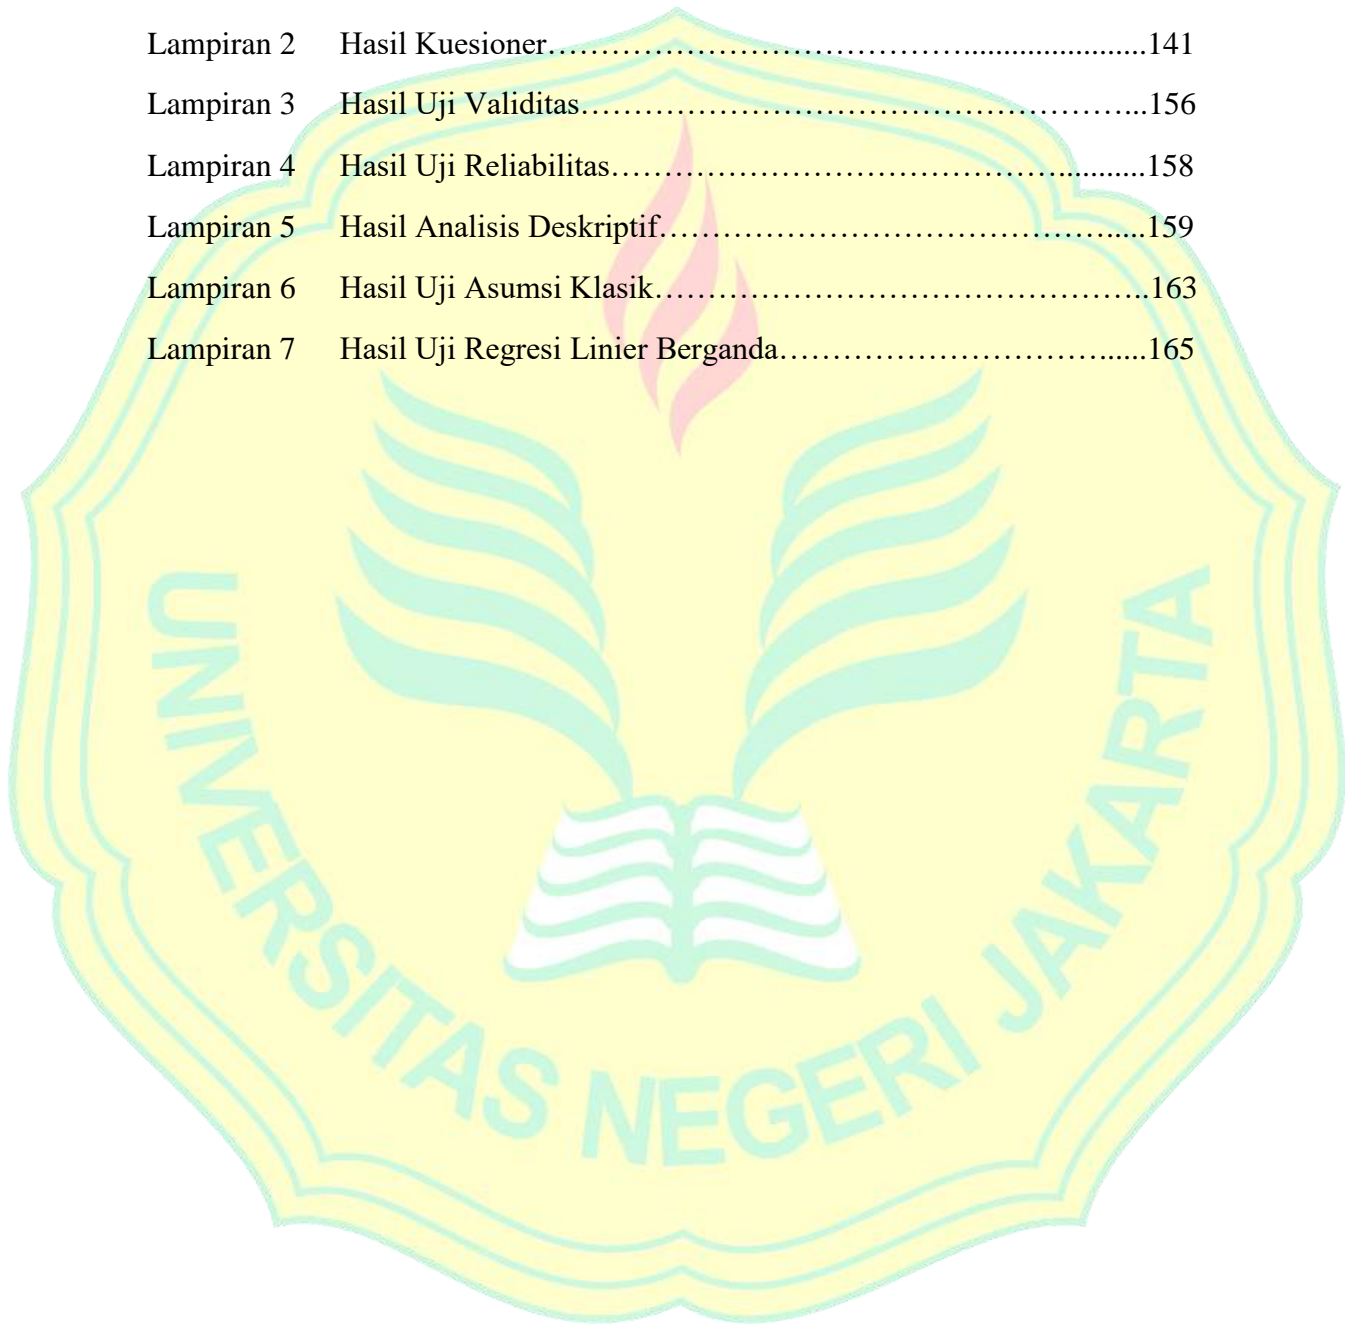 Lampiran 2 Hasil Kuesioner…………………………………….....................141
Lampiran 3 Hasil Uji Validitas……………………………………………...156
Lampiran 4 Hasil Uji Reliabilitas……………………………………...........158
Lampiran 5 Hasil Analisis Deskriptif……………………………………….....159
Lampiran 6 Hasil Uji Asumsi Klasik………………………………………..163
Lampiran 7 Hasil Uji Regresi Linier Berganda…………………………......165
UNIVERSITAS NEGERI JAKARTA